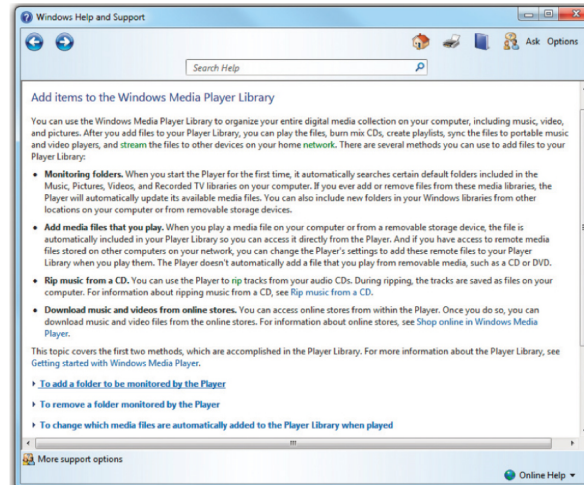 Windows Help and Support
Ask Options
Search Help
Add items to the Windows Media Player Library
You can use the Windows Media Player Library to organize your entire digital media collection on your computer, including music, video,
and pictures. After you add files to your Player Library, you can play the files, burn mix CDs, create playlists, sync the files to portable music
and video players, and stream the files to other devices on your home network. There are several methods you can use to add files to your
Player Library:
• Monitoring folders. When you start the Player for the first time, it automatically searches certain default folders included in the
Music, Pictures, Videos, and Recorded TV libraries on your computer. If you ever add or remove files from these media libraries, the
Player will automatically update its available media files. You can also include new folders in your Windows libraries from other
locations on your computer or from removable storage devices.
• Add media files that you play. When you play a media file on your computer or from a removable storage device, the file is
automatically included in your Player Library so you can access it directly from the Player. And if you have access to remote media
files stored on other computers on your network, you can change the Player's settings to add these remote files to your Player
Library when you play them. The Player doesn't automatically add a file that you play from removable media, such as a CD or DVD.
• Rip music from a CD. You can use the Player to rip tracks from your audio CDs. During ripping, the tracks are saved as files on your
computer. For information about ripping music from a CD, see Rip music from a CD.
• Download music and videos from online stores. You can access online stores from within the Player. Once you do so, you can
download music and video files from the online stores. For information about online stores, see Shop online in Windows Media
Player.
This topic covers the first two methods, which are accomplished in the Player Library. For more information about the Player Library, see
Getting started with Windows Media Player.
To add a folder to be monitored by the Player
To remove a folder monitored by the Player
To change which media files are automatically added to the Player Library when played
More support options
Online Help